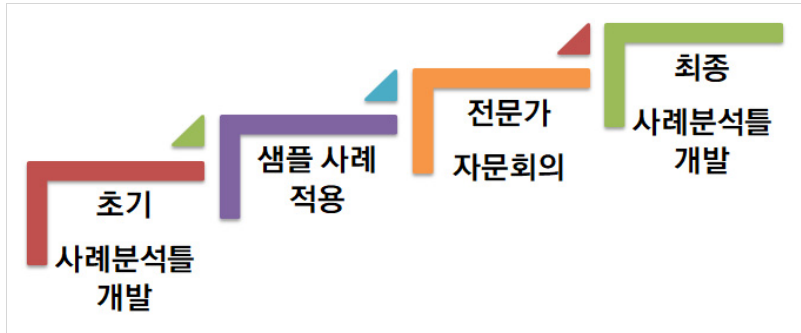 초기
사례분석틀
개발
샘플 사례
적용
전문가
자문회의
최종
사례분석틀
개발